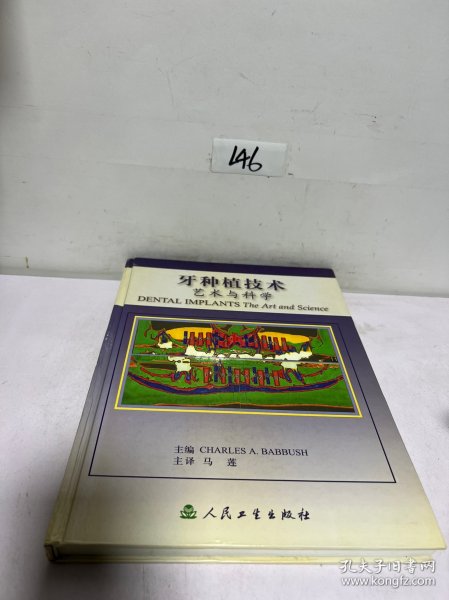 146
牙种植技术
艺术与科学
DENTAL IMPLANTS The Art and Science
主编 CHARLES A. BABBUSH
主译 马 莲
人民卫生出版社
孔夫子旧书网
www.kongfz.com